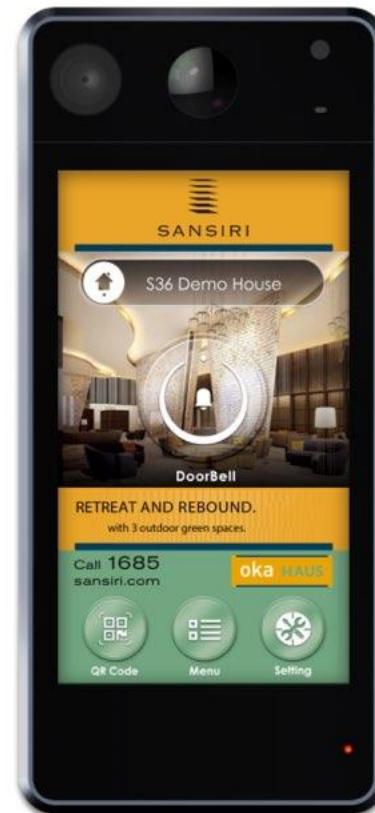 SANSIRI
S36 Demo House
DoorBell
RETREAT AND REBOUND.
with 3 outdoor green spaces.
Call 1685
sansiri.com
oka HAUS
QR Code
Menu
Setting